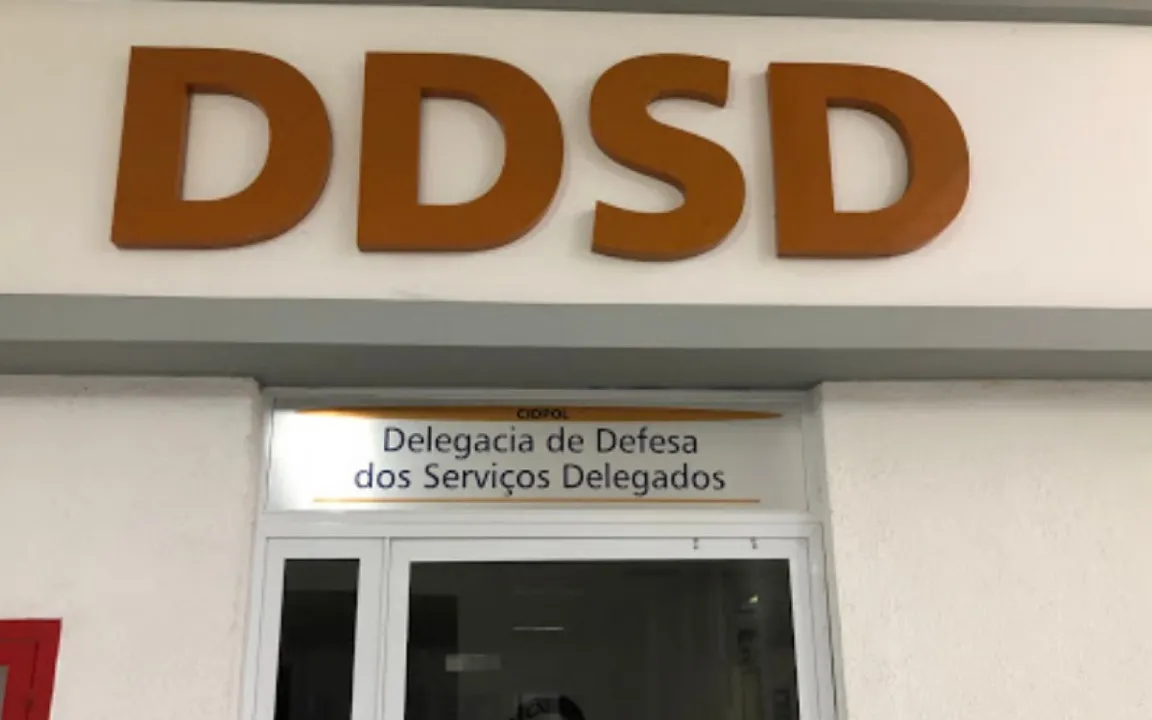 DDSD
CIDPOL
Delegacia de Defesa
dos Serviços Delegados